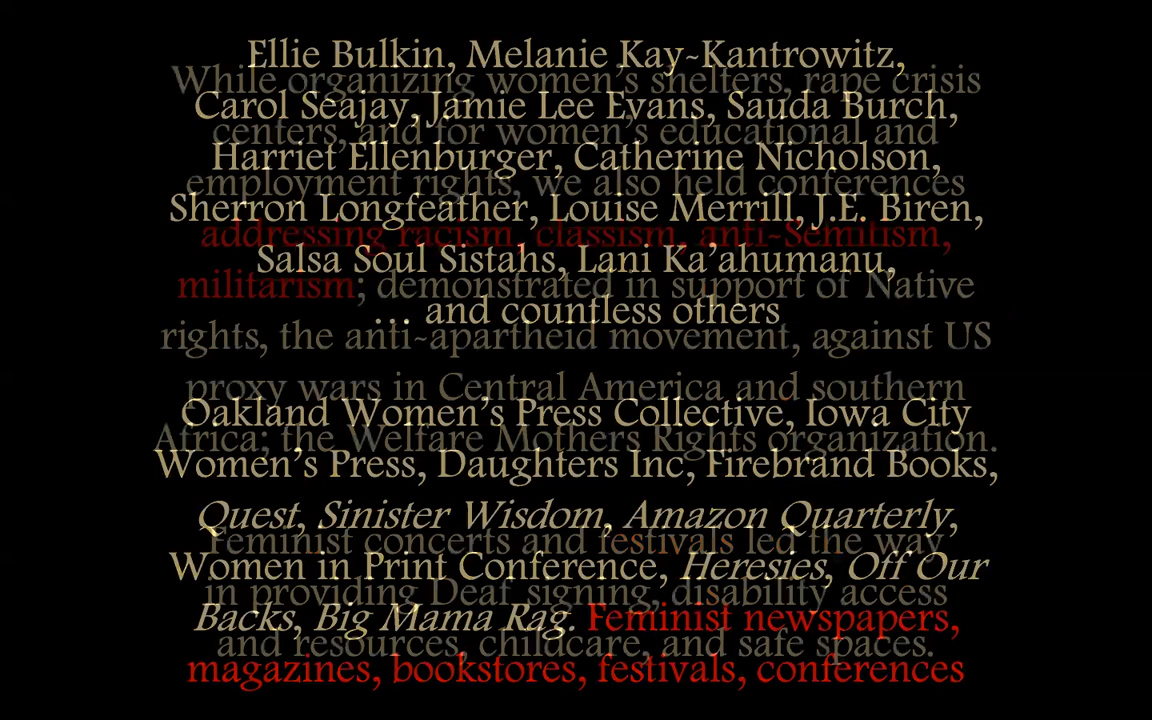 Ellie Bulkin, Melanie Kay-Kantrowitz,
Carol Seajay, Jamie Lee Evans, Sauda Burch,
Harriet Ellenburger, Catherine Nicholson,
Sherron Longfeather, Louise Merrill, J.E. Biren,
Salsa Soul Sistahs, Lani Ka’ahumanu,
... and countless others
Oakland Women’s Press Collective, Iowa City
Women’s Press, Daughters Inc, Firebrand Books,
Quest, Sinister Wisdom, Amazon Quarterly,
Women in Print Conference, Heresies, Off Our
Backs, Big Mama Rag. Feminist newspapers,
magazines, bookstores, festivals, conferences
While organizing women’s shelters, rape crisis
centers, and for women’s educational and
employment rights, we also held conferences
addressing racism, classism, anti-Semitism,
militarism; demonstrated in support of Native
rights, the anti-apartheid movement, against US
proxy wars in Central America and southern
Africa; the Welfare Mothers Rights organization.
Feminist concerts and festivals led the way
in providing Deaf signing, disability access
and resources, childcare, and safe spaces.